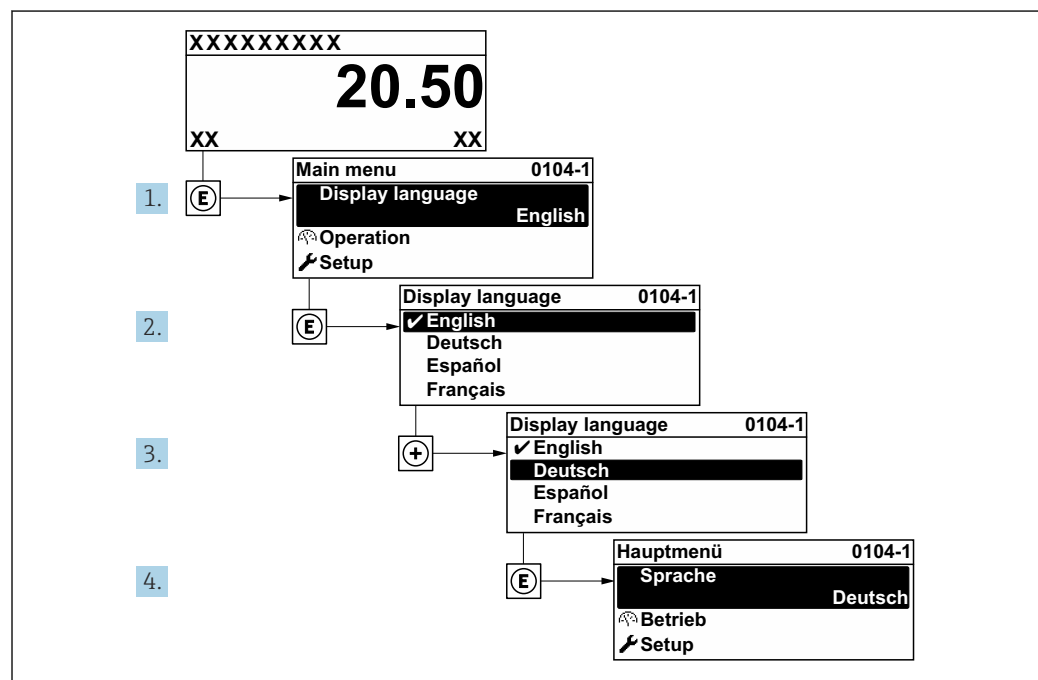 XXXXXXXXX
20.50
XX XX
1. E
Main menu 0104-1
Display language
English
Operation
Setup
2. E
Display language 0104-1
✔ English
Deutsch
Español
Français
3. +
Display language 0104-1
✔ English
Deutsch
Español
Français
4. E
Hauptmenü 0104-1
Sprache
Deutsch
Betrieb
Setup